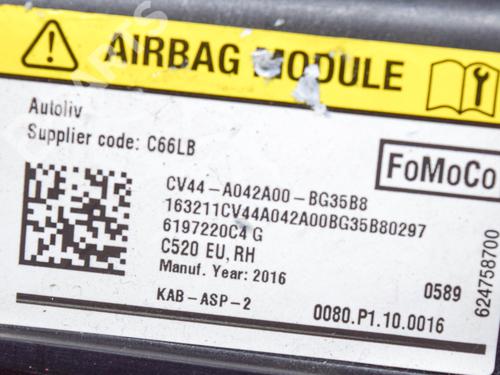 AIRBAG MODULE
Autoliv
Supplier code: C66LB
FoMoCo
CV44-A042A00-BG35B8
163211CV44A042A00BG35B80297
6197220C4 G
C520 EU, RH
Manuf. Year: 2016
0589
KAB-ASP-2
0080.P1.10.0016
624758700